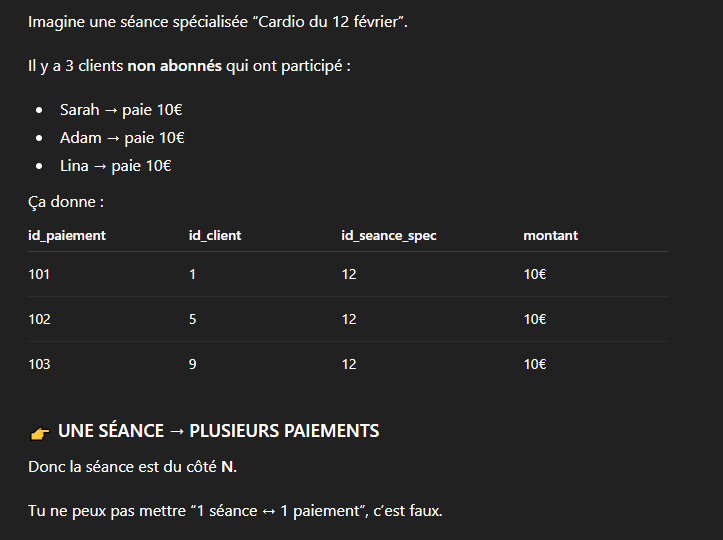 Imagine une séance spécialisée “Cardio du 12 février”.
Il y a 3 clients non abonnés qui ont participé :
• Sarah → paie 10€
• Adam → paie 10€
• Lina → paie 10€
Ça donne :
id_paiement id_client id_seance_spec montant
101 1 12 10€
102 5 12 10€
103 9 12 10€
👉 UNE SÉANCE → PLUSIEURS PAIEMENTS
Donc la séance est du côté N.
Tu ne peux pas mettre “1 séance ↔ 1 paiement”, c’est faux.